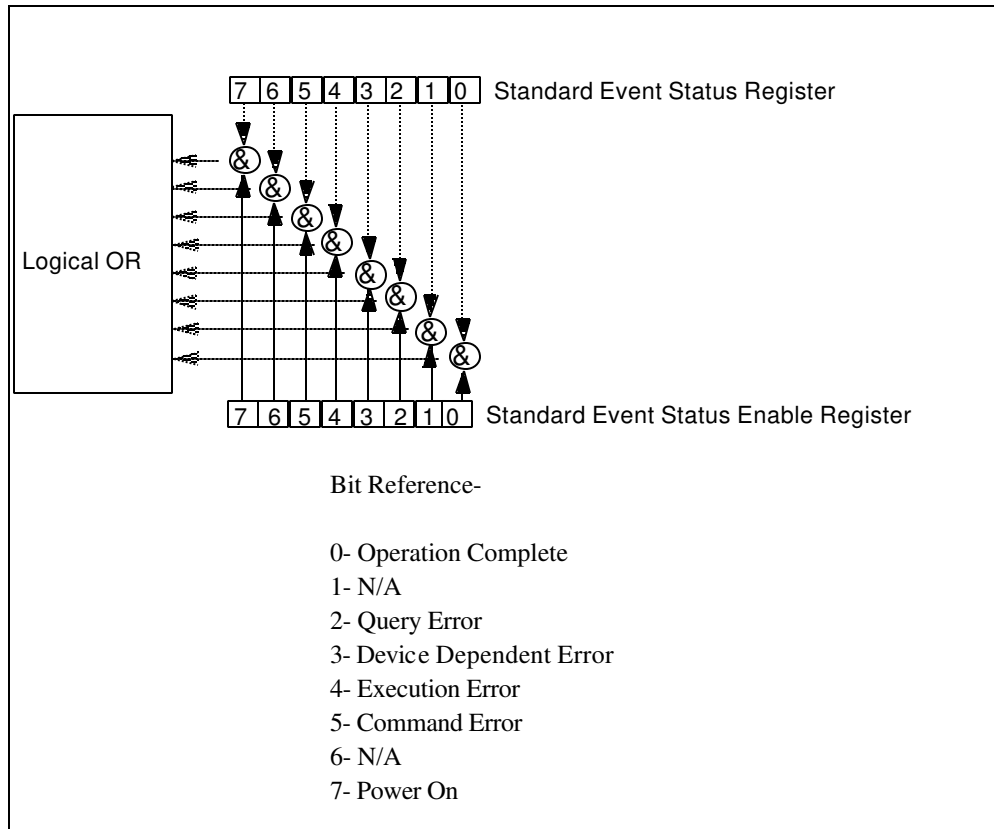 7 6 5 4 3 2 1 0 Standard Event Status Register
&
&
&
&
Logical OR
&
&
&
&
7 6 5 4 3 2 1 0 Standard Event Status Enable Register
Bit Reference-
0- Operation Complete
1- N/A
2- Query Error
3- Device Dependent Error
4- Execution Error
5- Command Error
6- N/A
7- Power On